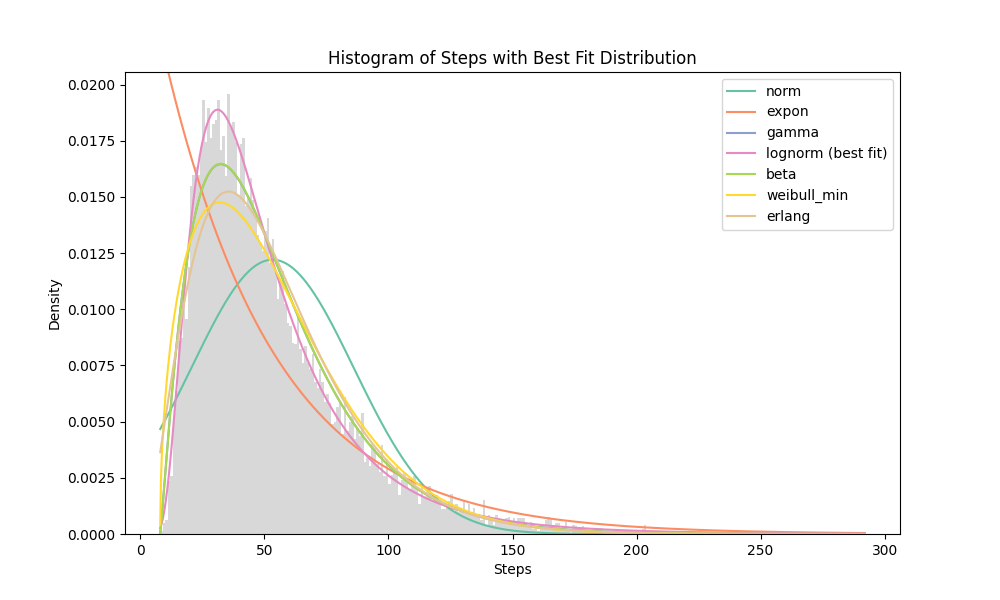 Histogram of Steps with Best Fit Distribution
Density
0.0200
0.0175
0.0150
0.0125
0.0100
0.0075
0.0050
0.0025
0.0000
norm
expon
gamma
lognorm (best fit)
beta
weibull_min
erlang
0 50 100 150 200 250 300
Steps